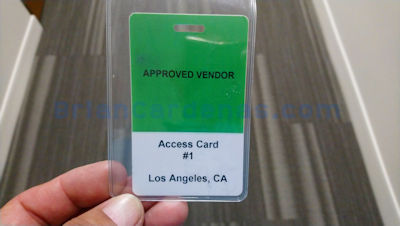 APPROVED VENDOR
BrianCardenas.com
Access Card
#1
Los Angeles, CA